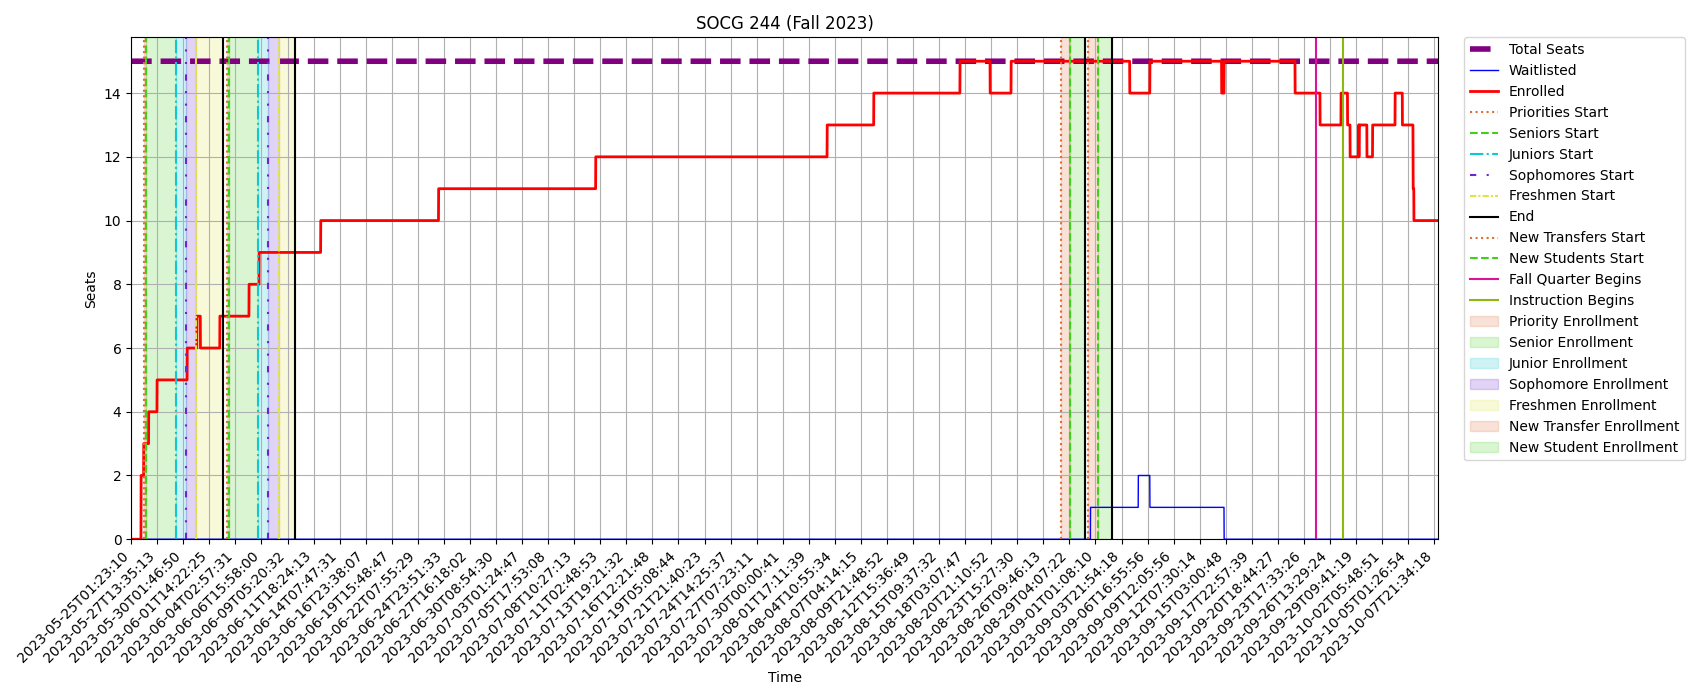 SOCG 244 (Fall 2023)
Seats
14
12
10
8
6
4
2
0
2023-05-25T01:23:10
2023-05-27T13:35:13
2023-05-30T01:46:50
2023-06-01T14:22:25
2023-06-04T02:57:31
2023-06-06T15:58:00
2023-06-09T05:20:32
2023-06-11T18:24:13
2023-06-14T07:47:31
2023-06-16T23:38:07
2023-06-19T15:48:47
2023-06-22T07:55:29
2023-06-24T23:51:33
2023-06-27T16:18:02
2023-06-30T08:54:30
2023-07-03T01:24:47
2023-07-05T17:53:08
2023-07-08T10:27:13
2023-07-11T02:48:53
2023-07-13T19:21:32
2023-07-16T12:21:48
2023-07-19T05:08:44
2023-07-21T21:40:23
2023-07-24T14:25:37
2023-07-27T07:23:11
2023-07-30T00:00:41
2023-08-01T17:11:39
2023-08-04T10:55:34
2023-08-07T04:14:15
2023-08-09T21:48:52
2023-08-12T15:36:49
2023-08-15T09:37:32
2023-08-18T03:07:47
2023-08-20T21:10:52
2023-08-23T15:27:30
2023-08-26T09:46:13
2023-08-29T04:07:22
2023-09-01T01:08:10
2023-09-03T21:54:18
2023-09-06T16:55:56
2023-09-09T12:05:56
2023-09-12T07:30:14
2023-09-15T03:00:48
2023-09-17T22:57:39
2023-09-20T18:44:27
2023-09-23T17:33:26
2023-09-26T13:29:24
2023-09-29T09:41:19
2023-10-02T05:48:51
2023-10-05T01:26:54
2023-10-07T21:34:18
Time
Total Seats
Waitlisted
Enrolled
Priorities Start
Seniors Start
Juniors Start
Sophomores Start
Freshmen Start
End
New Transfers Start
New Students Start
Fall Quarter Begins
Instruction Begins
Priority Enrollment
Senior Enrollment
Junior Enrollment
Sophomore Enrollment
Freshmen Enrollment
New Transfer Enrollment
New Student Enrollment